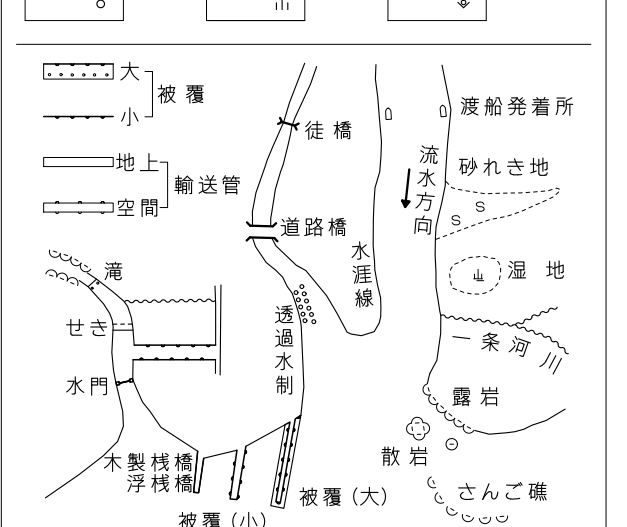 大
被覆
小
地上
輸送管
空間
徒橋
道路橋
渡船発着所
流水方向
砂れき地
S S
水涯線
湿地
滝
せき
透過水制
一条河川
水門
露岩
散岩
木製桟橋
浮桟橋
さんご礁
被覆(大)
被覆(小)